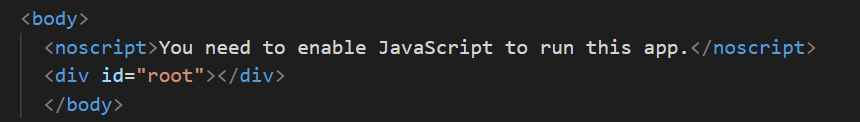 <body>
<noscript>You need to enable JavaScript to run this app.</noscript>
<div id="root"></div>
</body>